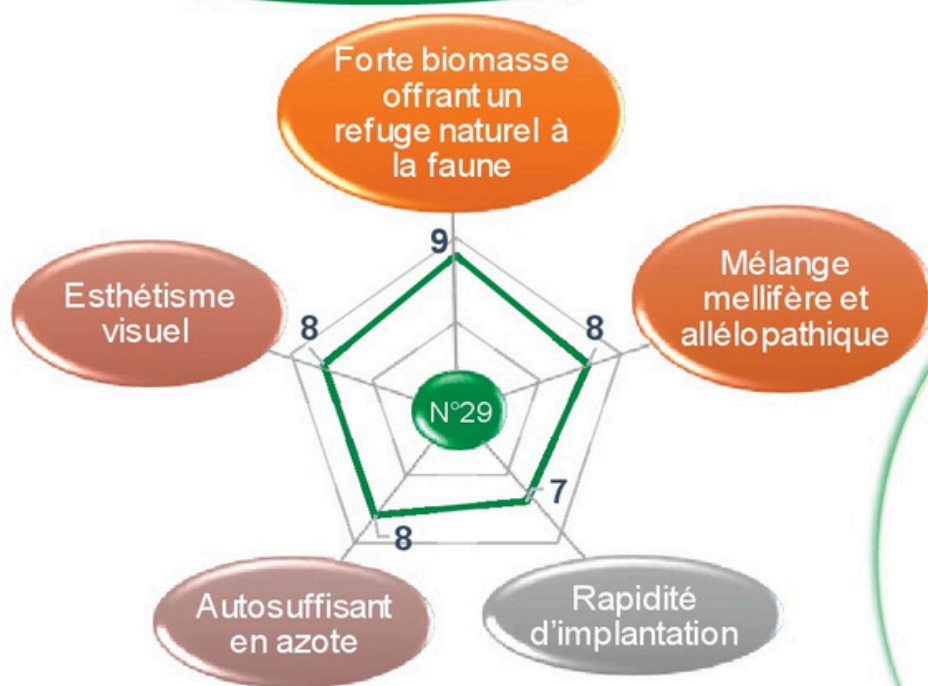 Forte biomasse
offrant un
refuge naturel à
la faune
9
Esthétisme
visuel
8
8
Mélange
mellifère et
allélopathique
N°29
7
8
Autosuffisant
en azote
Rapidité
d'implantation